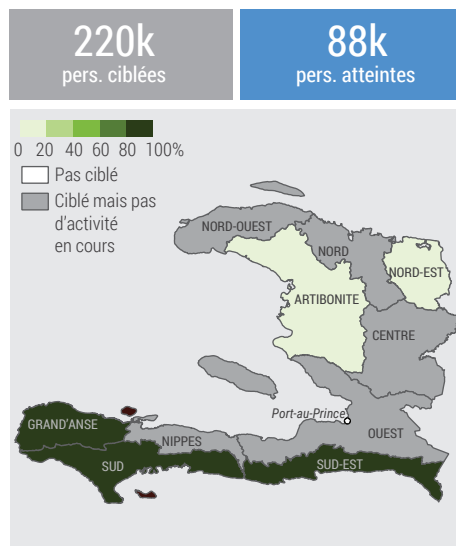 220k
pers. ciblées
88k
pers. atteintes
0 20 40 60 80 100%
Pas ciblé
Ciblé mais pas
d'activité
en cours
NORD-OUEST
NORD
NORD-EST
ARTIBONITE
CENTRE
Port-au-Prince
GRAND'ANSE
OUEST
NIPPES
SUD
SUD-EST